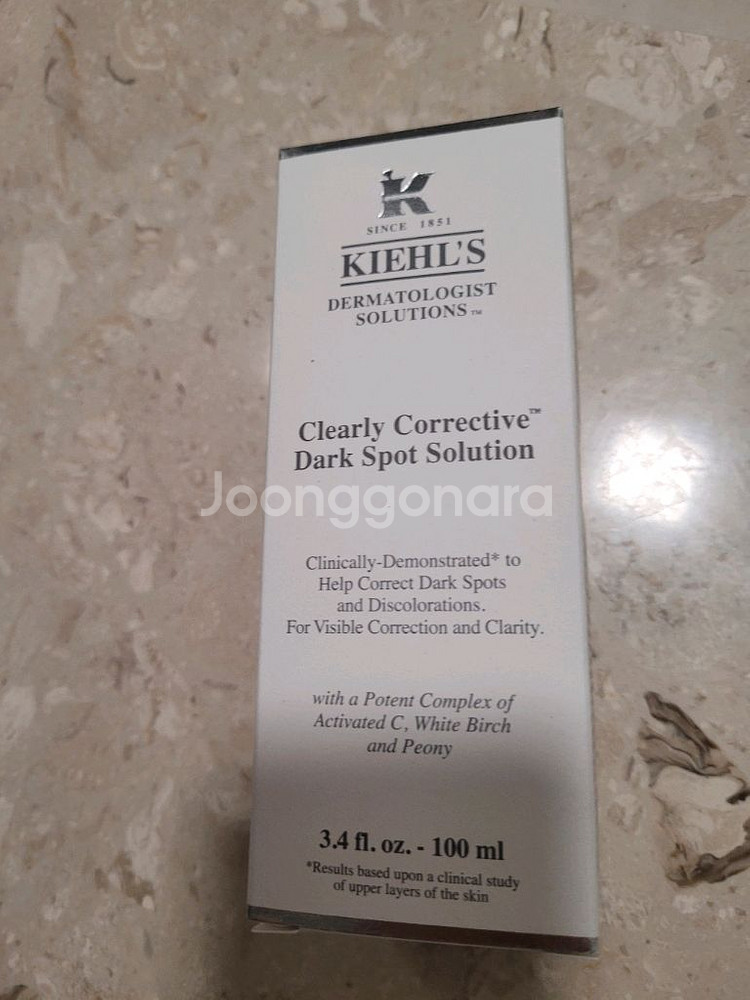 K
SINCE 1851
KIEHL'S
DERMATOLOGIST
SOLUTIONS™
Clearly Corrective™
Dark Spot Solution
Joonggonara
Clinically-Demonstrated* to
Help Correct Dark Spots
and Discolorations.
For Visible Correction and Clarity.
with a Potent Complex of
Activated C, White Birch
and Peony
3.4 fl. oz. - 100 ml
*Results based upon a clinical study
of upper layers of the skin